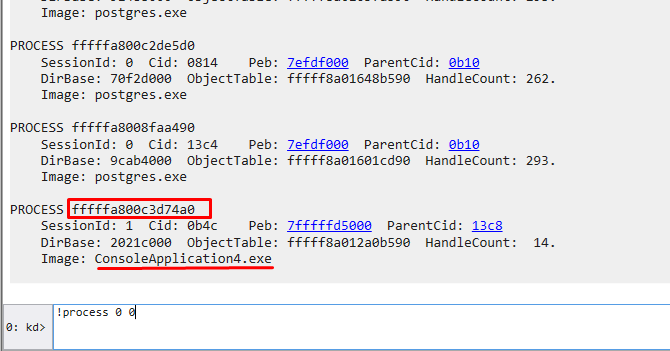 Image: postgres.exe
PROCESS fffffa800c2de5d0
SessionId: 0 Cid: 0814 Peb: 7efdf000 ParentCid: 0b10
DirBase: 70f2d000 ObjectTable: fffff8a01648b590 HandleCount: 262.
Image: postgres.exe
PROCESS fffffa8008faa490
SessionId: 0 Cid: 13c4 Peb: 7efdf000 ParentCid: 0b10
DirBase: 9cab4000 ObjectTable: fffff8a01601cd90 HandleCount: 293.
Image: postgres.exe
PROCESS fffffa800c3d74a0
SessionId: 1 Cid: 0b4c Peb: 7fffffd5000 ParentCid: 13c8
DirBase: 2021c000 ObjectTable: fffff8a012a0b590 HandleCount: 14.
Image: ConsoleApplication4.exe
0: kd> !process 0 0